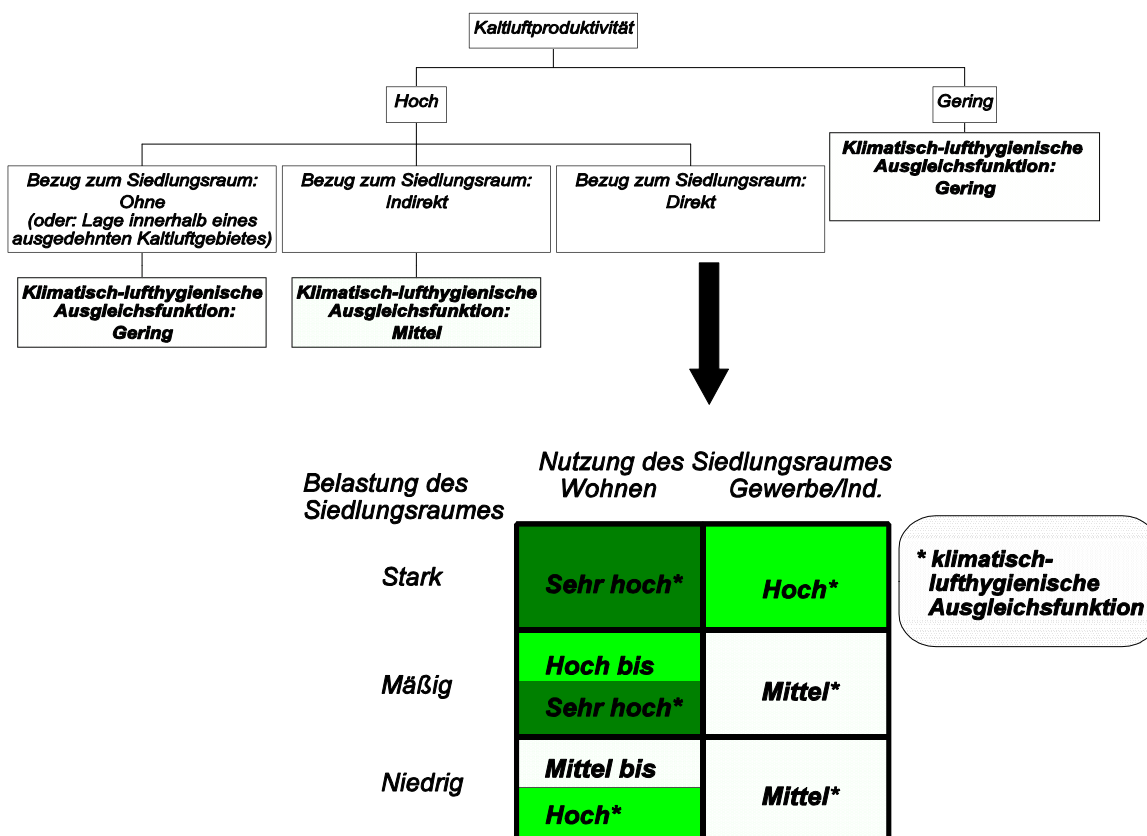 Kaltluftproduktivität
Hoch
Gering
Klimatisch-lufthygienische
Ausgleichsfunktion:
Gering
Bezug zum Siedlungsraum:
Ohne
(oder: Lage innerhalb eines
ausgedehnten Kaltluftgebietes)
Bezug zum Siedlungsraum:
Indirekt
Bezug zum Siedlungsraum:
Direkt
Klimatisch-lufthygienische
Ausgleichsfunktion:
Gering
Klimatisch-lufthygienische
Ausgleichsfunktion:
Mittel
Nutzung des Siedlungsraumes
Wohnen Gewerbe/Ind.
Belastung des
Siedlungsraumes
Stark
Sehr hoch*
Hoch*
* klimatisch-
lufthygienische
Ausgleichsfunktion
Mäßig
Hoch bis
Sehr hoch*
Mittel*
Niedrig
Mittel bis
Hoch*
Mittel*